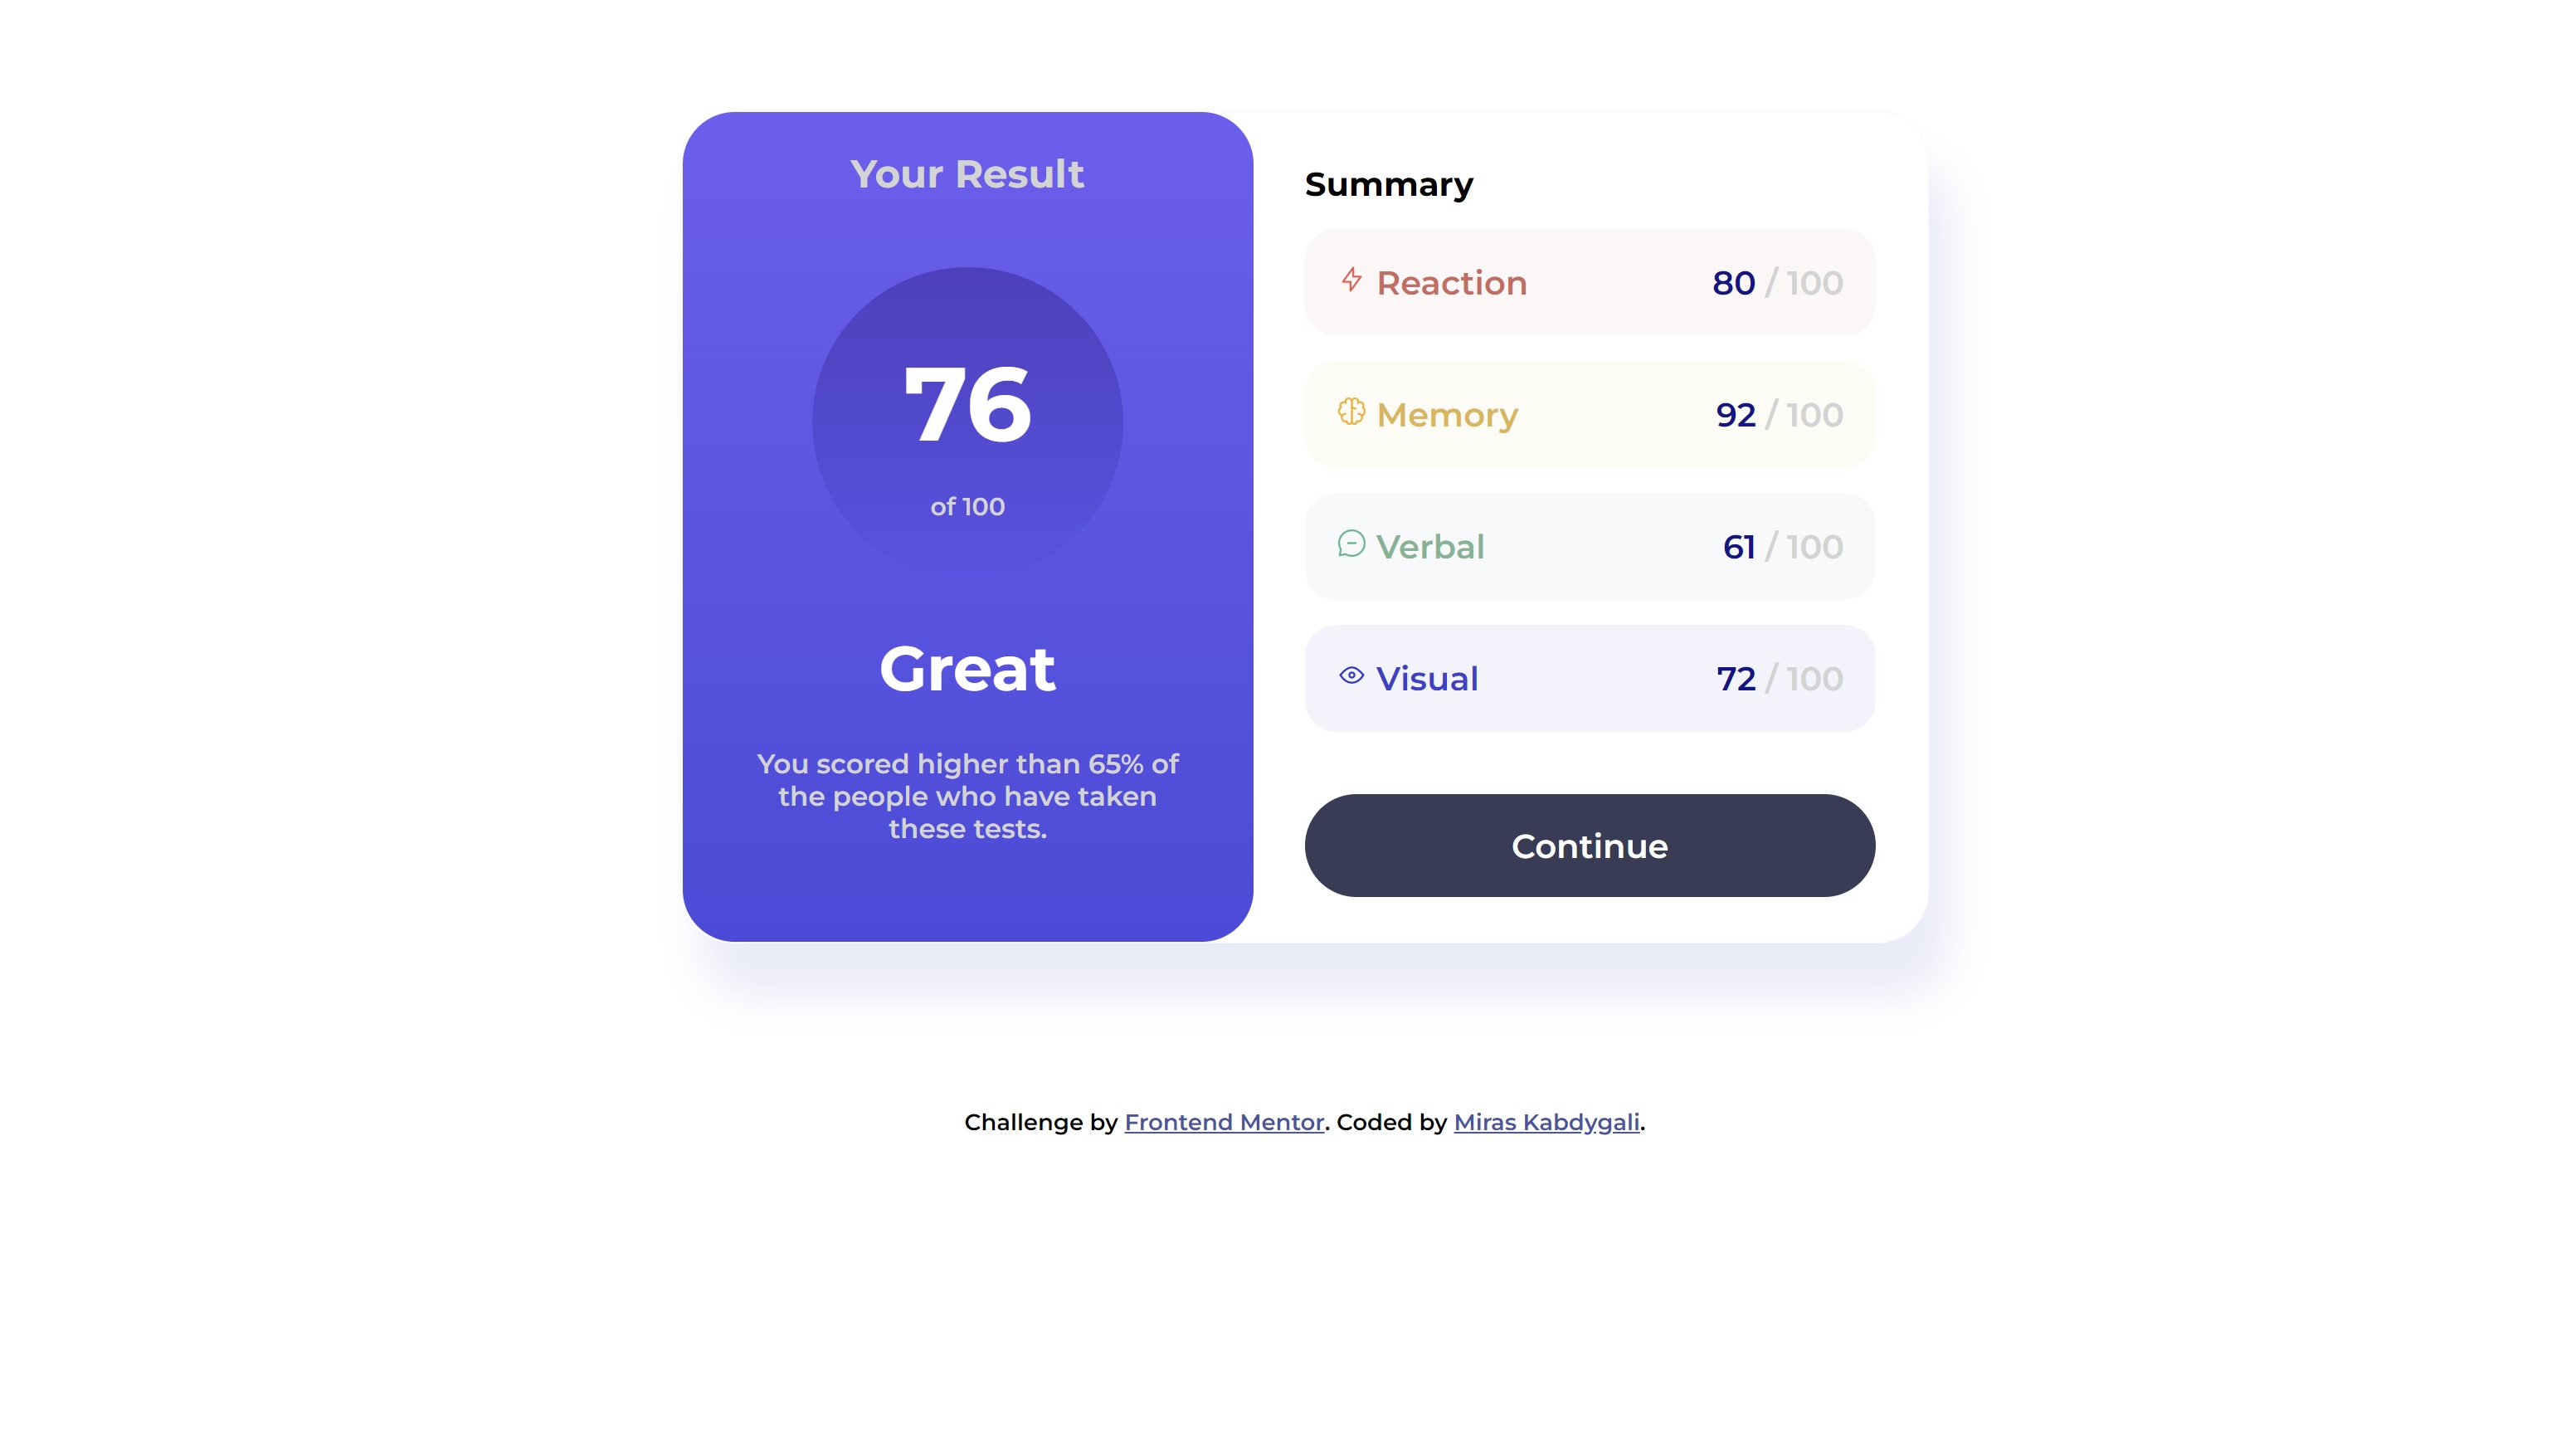 Your Result
76
of 100
Great
You scored higher than 65% of
the people who have taken
these tests.
Summary
Reaction 80 / 100
Memory 92 / 100
Verbal 61 / 100
Visual 72 / 100
Continue
Challenge by Frontend Mentor. Coded by Miras Kabdygali.